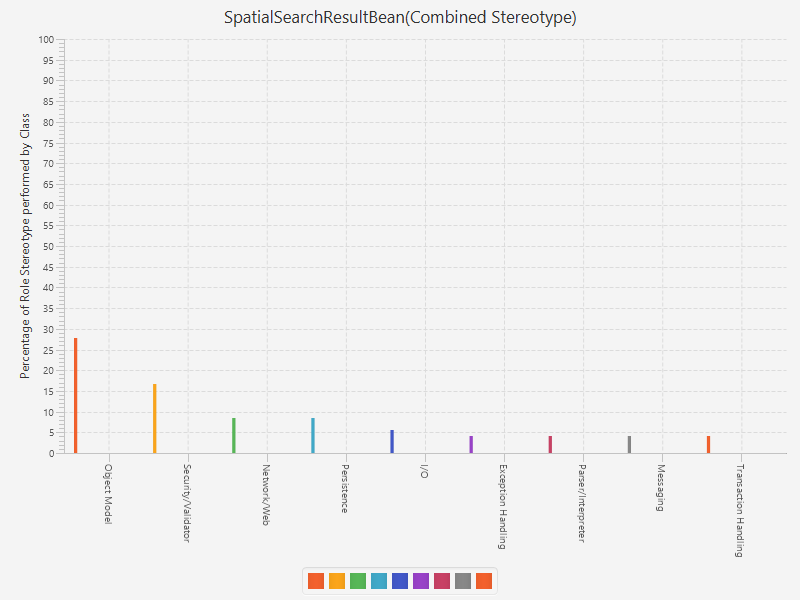 SpatialSearchResultBean(Combined Stereotype)
Percentage of Role Stereotype performed by Class
100
95
90
85
80
75
70
65
60
55
50
45
40
35
30
25
20
15
10
5
0
Object Model
Security/Validator
Network/Web
Persistence
I/O
Exception Handling
Parser/Interpreter
Messaging
Transaction Handling